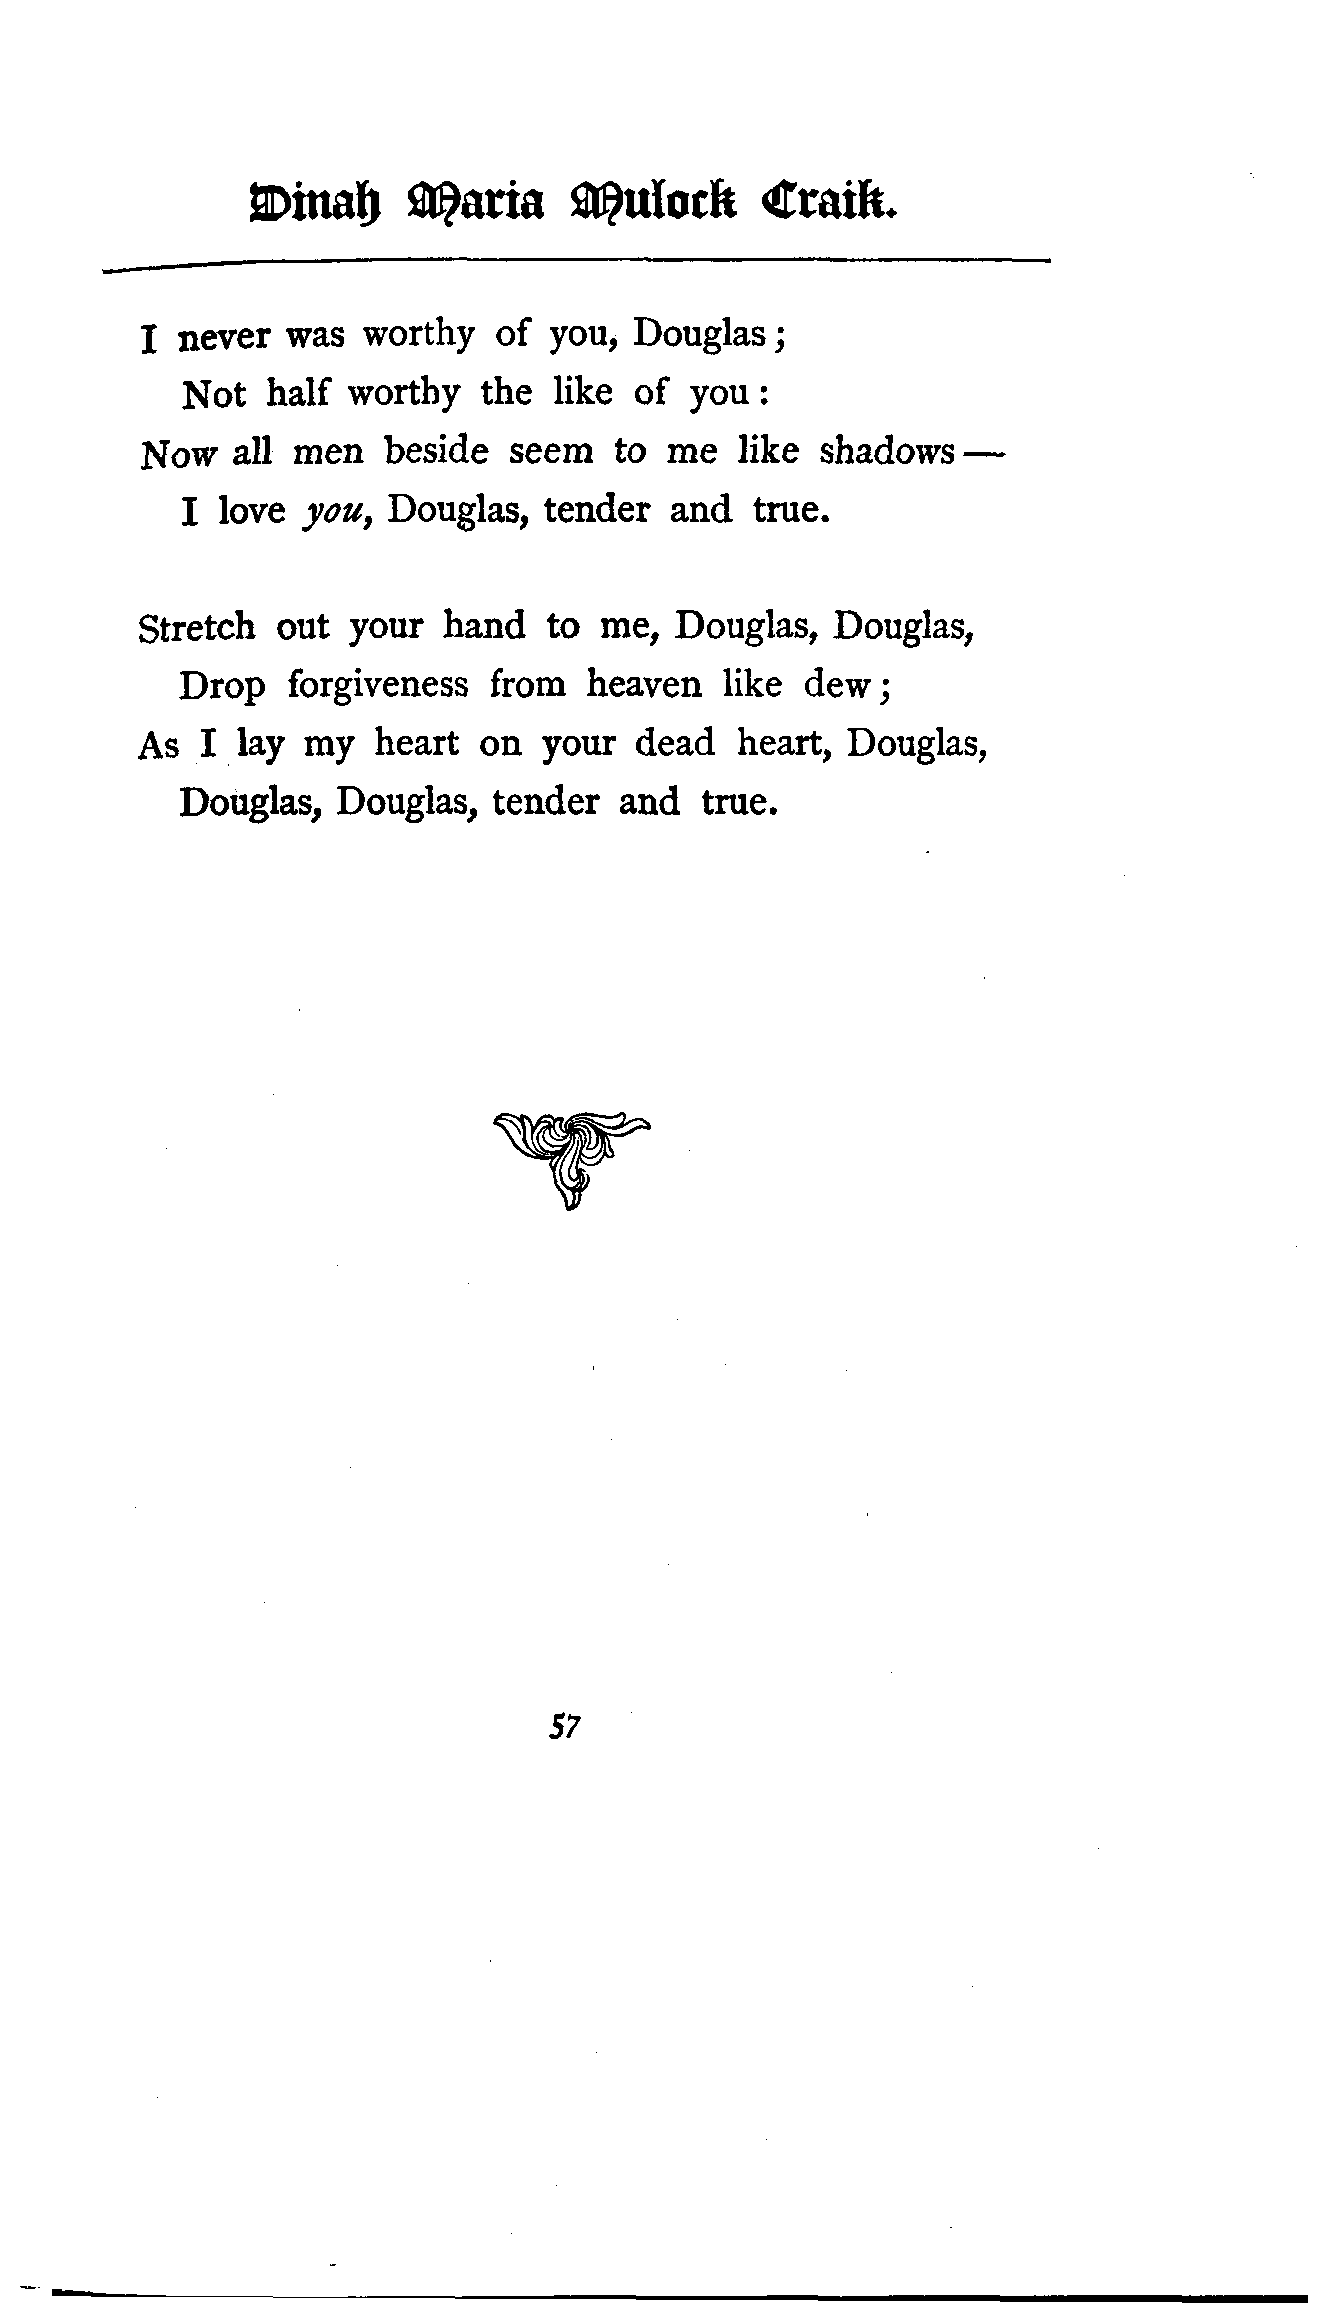 Dinah Maria Mulock Craik.
I never was worthy of you, Douglas;
Not half worthy the like of you:
Now all men beside seem to me like shadows—
I love you, Douglas, tender and true.
Stretch out your hand to me, Douglas, Douglas,
Drop forgiveness from heaven like dew;
As I lay my heart on your dead heart, Douglas,
Douglas, Douglas, tender and true.
57